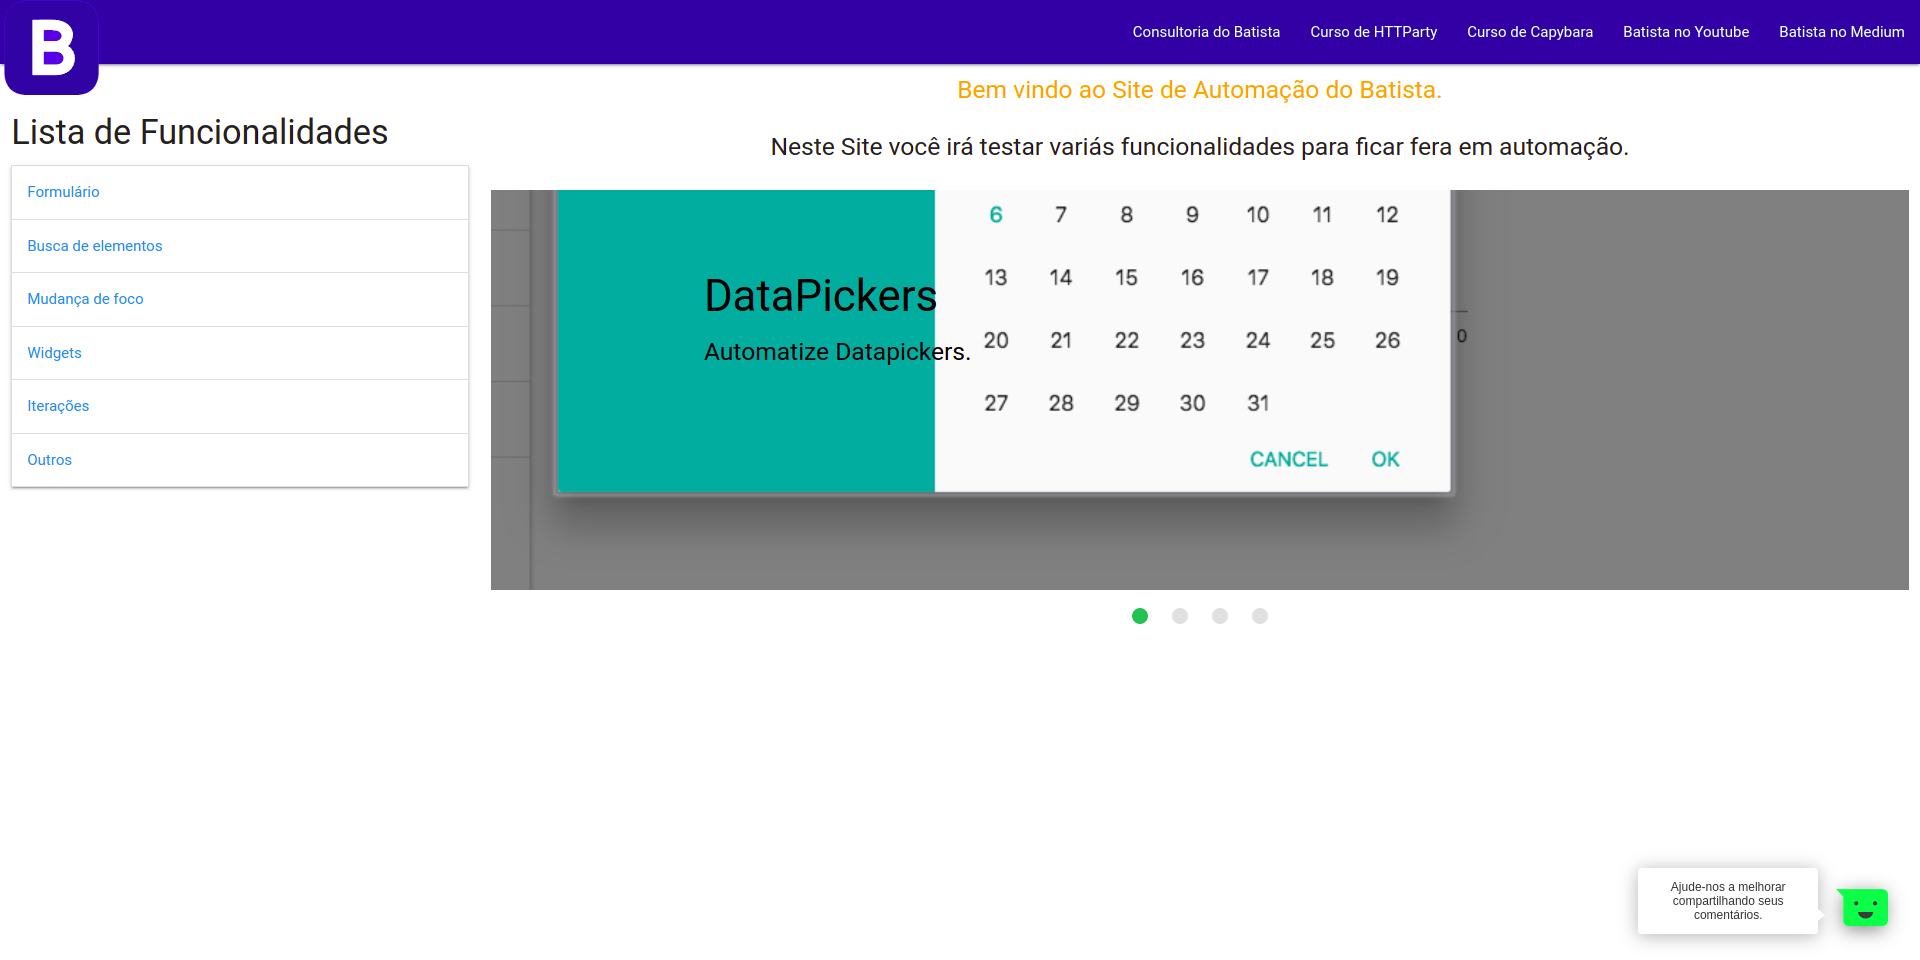 B
Consultoria do Batista Curso de HTTParty Curso de Capybara Batista no Youtube Batista no Medium
Bem vindo ao Site de Automação do Batista.
Neste Site você irá testar variás funcionalidades para ficar fera em automação.
Lista de Funcionalidades
Formulário
Busca de elementos
Mudança de foco
Widgets
Iterações
Outros
6 7 8 9 10 11 12
13 14 15 16 17 18 19
DataPickers
20 21 22 23 24 25 26
0
Automatize Datapickers.
27 28 29 30 31
CANCEL OK
Ajude-nos a melhorar
compartilhando seus
comentários.